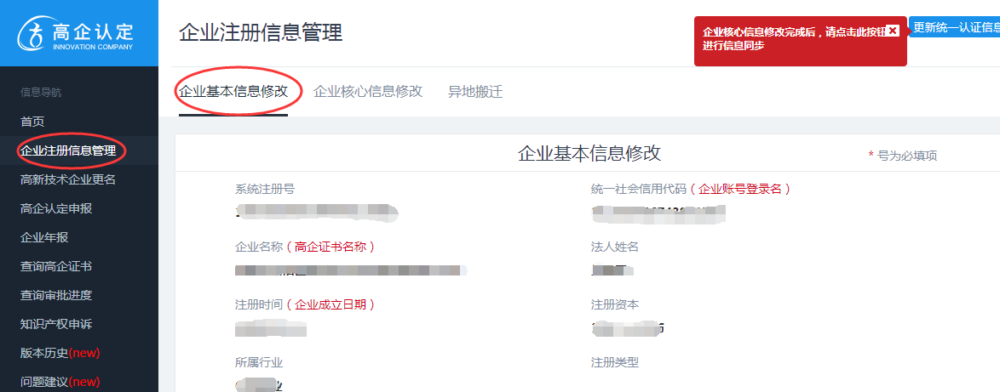 高企认定
INNOVATION COMPANY
信息导航
首页
企业注册信息管理
高新技术企业更名
高企认定申报
企业年报
查询高企证书
查询审批进度
知识产权申诉
版本历史(new)
问题建议(new)
企业注册信息管理
企业核心信息修改完成后，请点击此按钮
进行信息同步
更新统一认证信息
企业基本信息修改
企业核心信息修改
异地搬迁
企业基本信息修改
* 号为必填项
系统注册号
统一社会信用代码（企业账号登录名）
企业名称（高企证书名称）
法人姓名
注册时间（企业成立日期）
注册资本
所属行业
注册类型